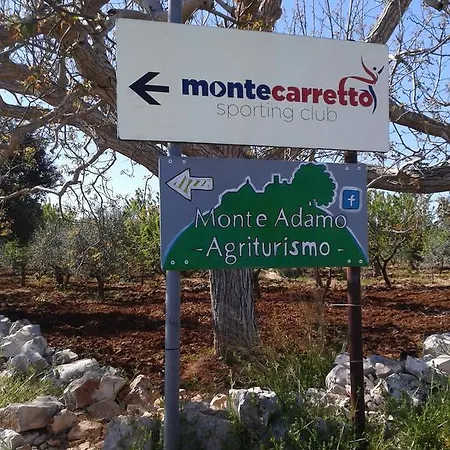 montecarretto
sporting club
f
Monte Adamo
- Agriturismo -